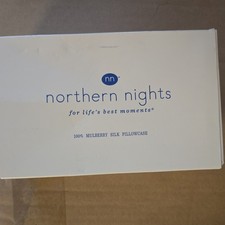 nn
northern nights
for life's best moments®
100% MULBERRY SILK PILLOWCASE